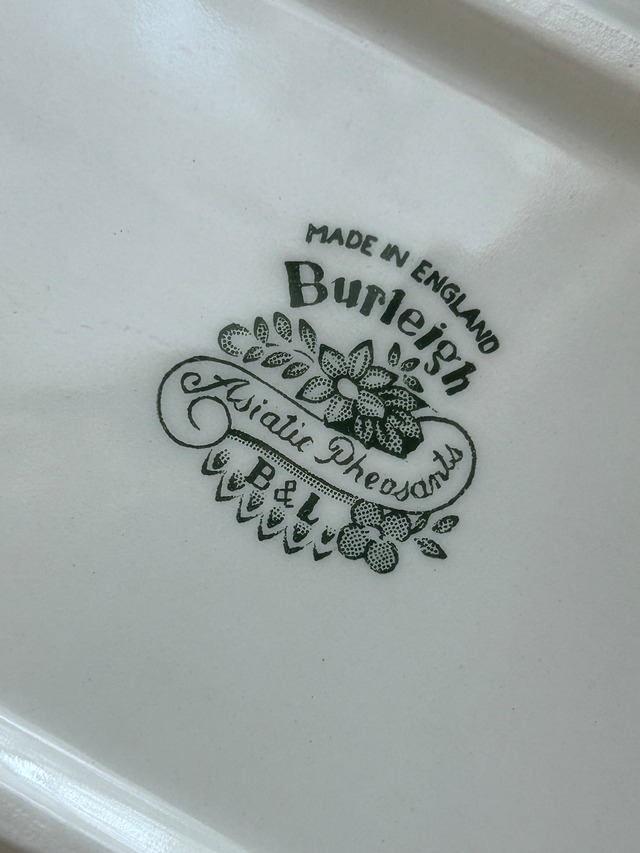 MADE IN ENGLAND
Burleigh
Asiatic Pheasants
B & L